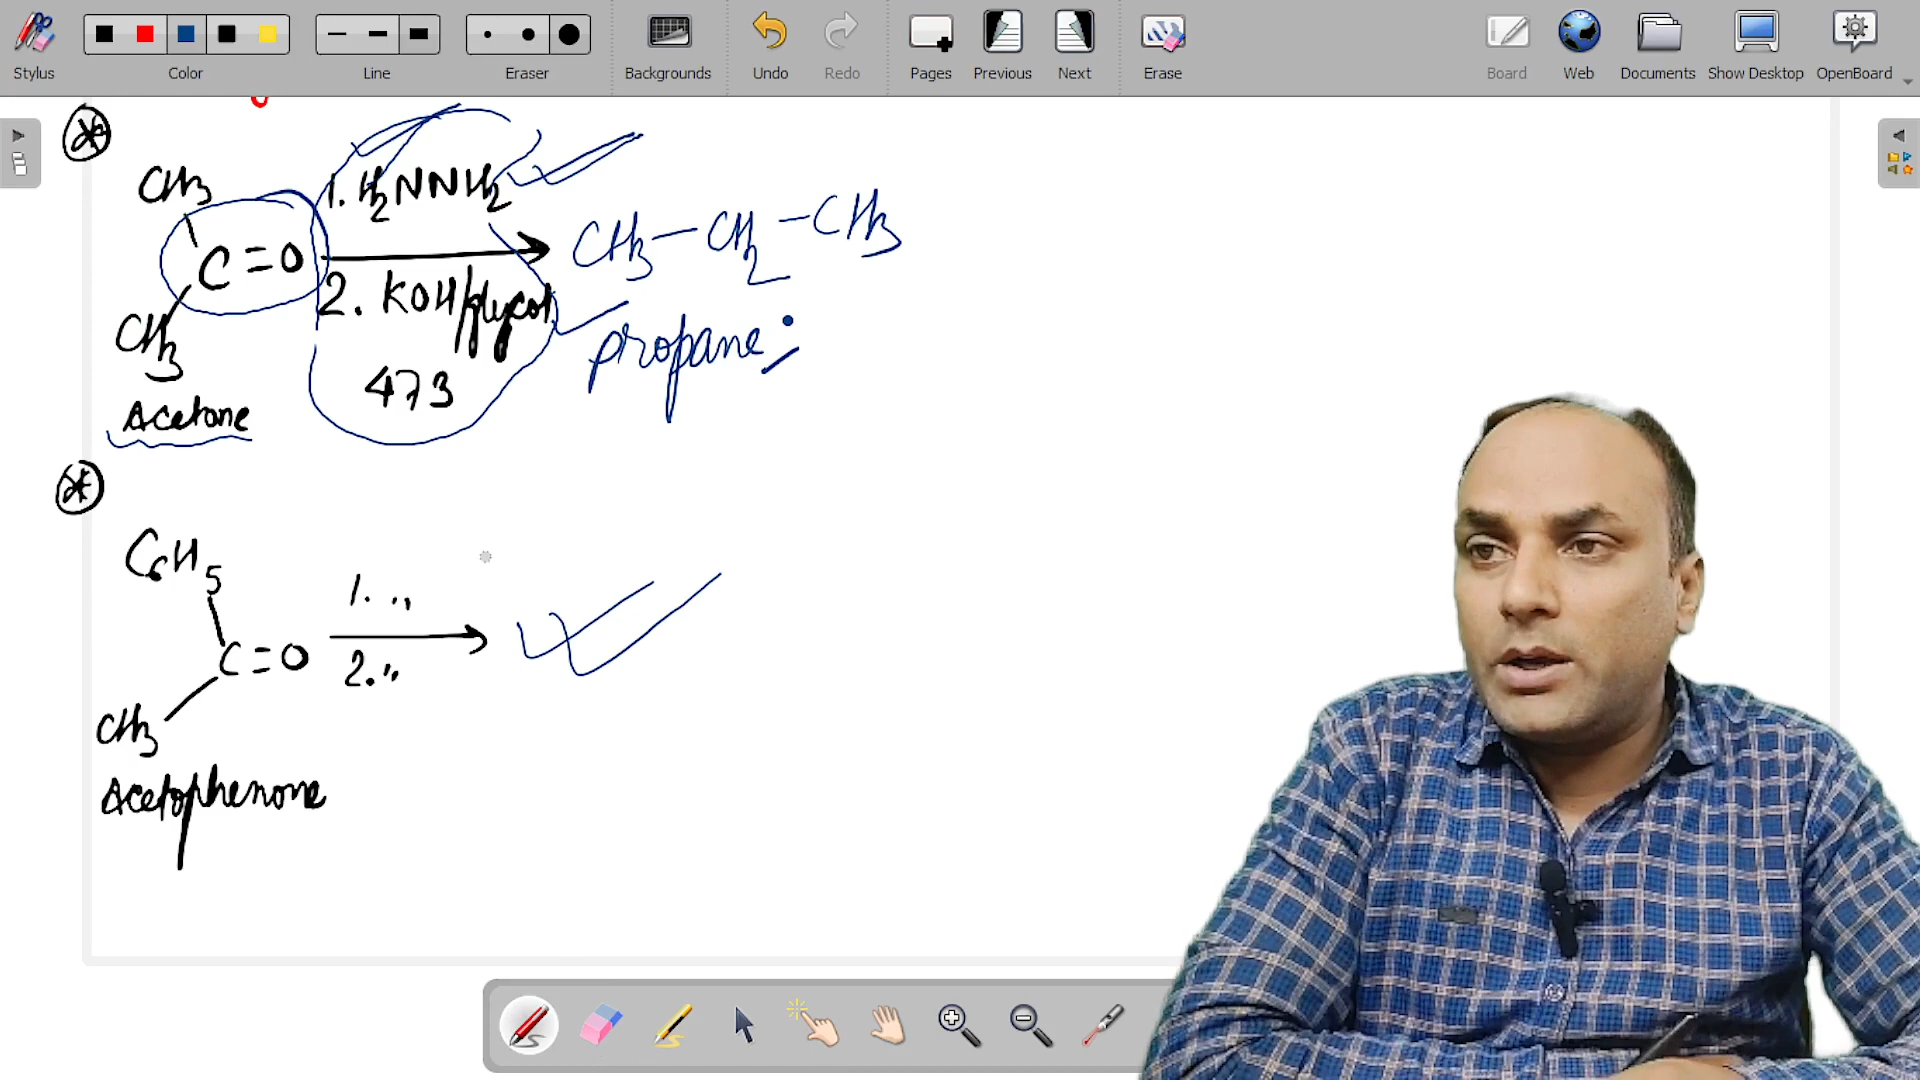 Stylus
Color
Line
Eraser
Backgrounds
Undo
Redo
Pages
Previous
Next
Erase
Board
Web
Documents
Show Desktop
OpenBoard
CH3
1. H2NNH2
C=O
CH3-CH2-CH3
2. KOH/glycol
CH3
propane
473
Acetone
C6H5
1. ,,
C=O
2. ,,
CH3
Acetophenone